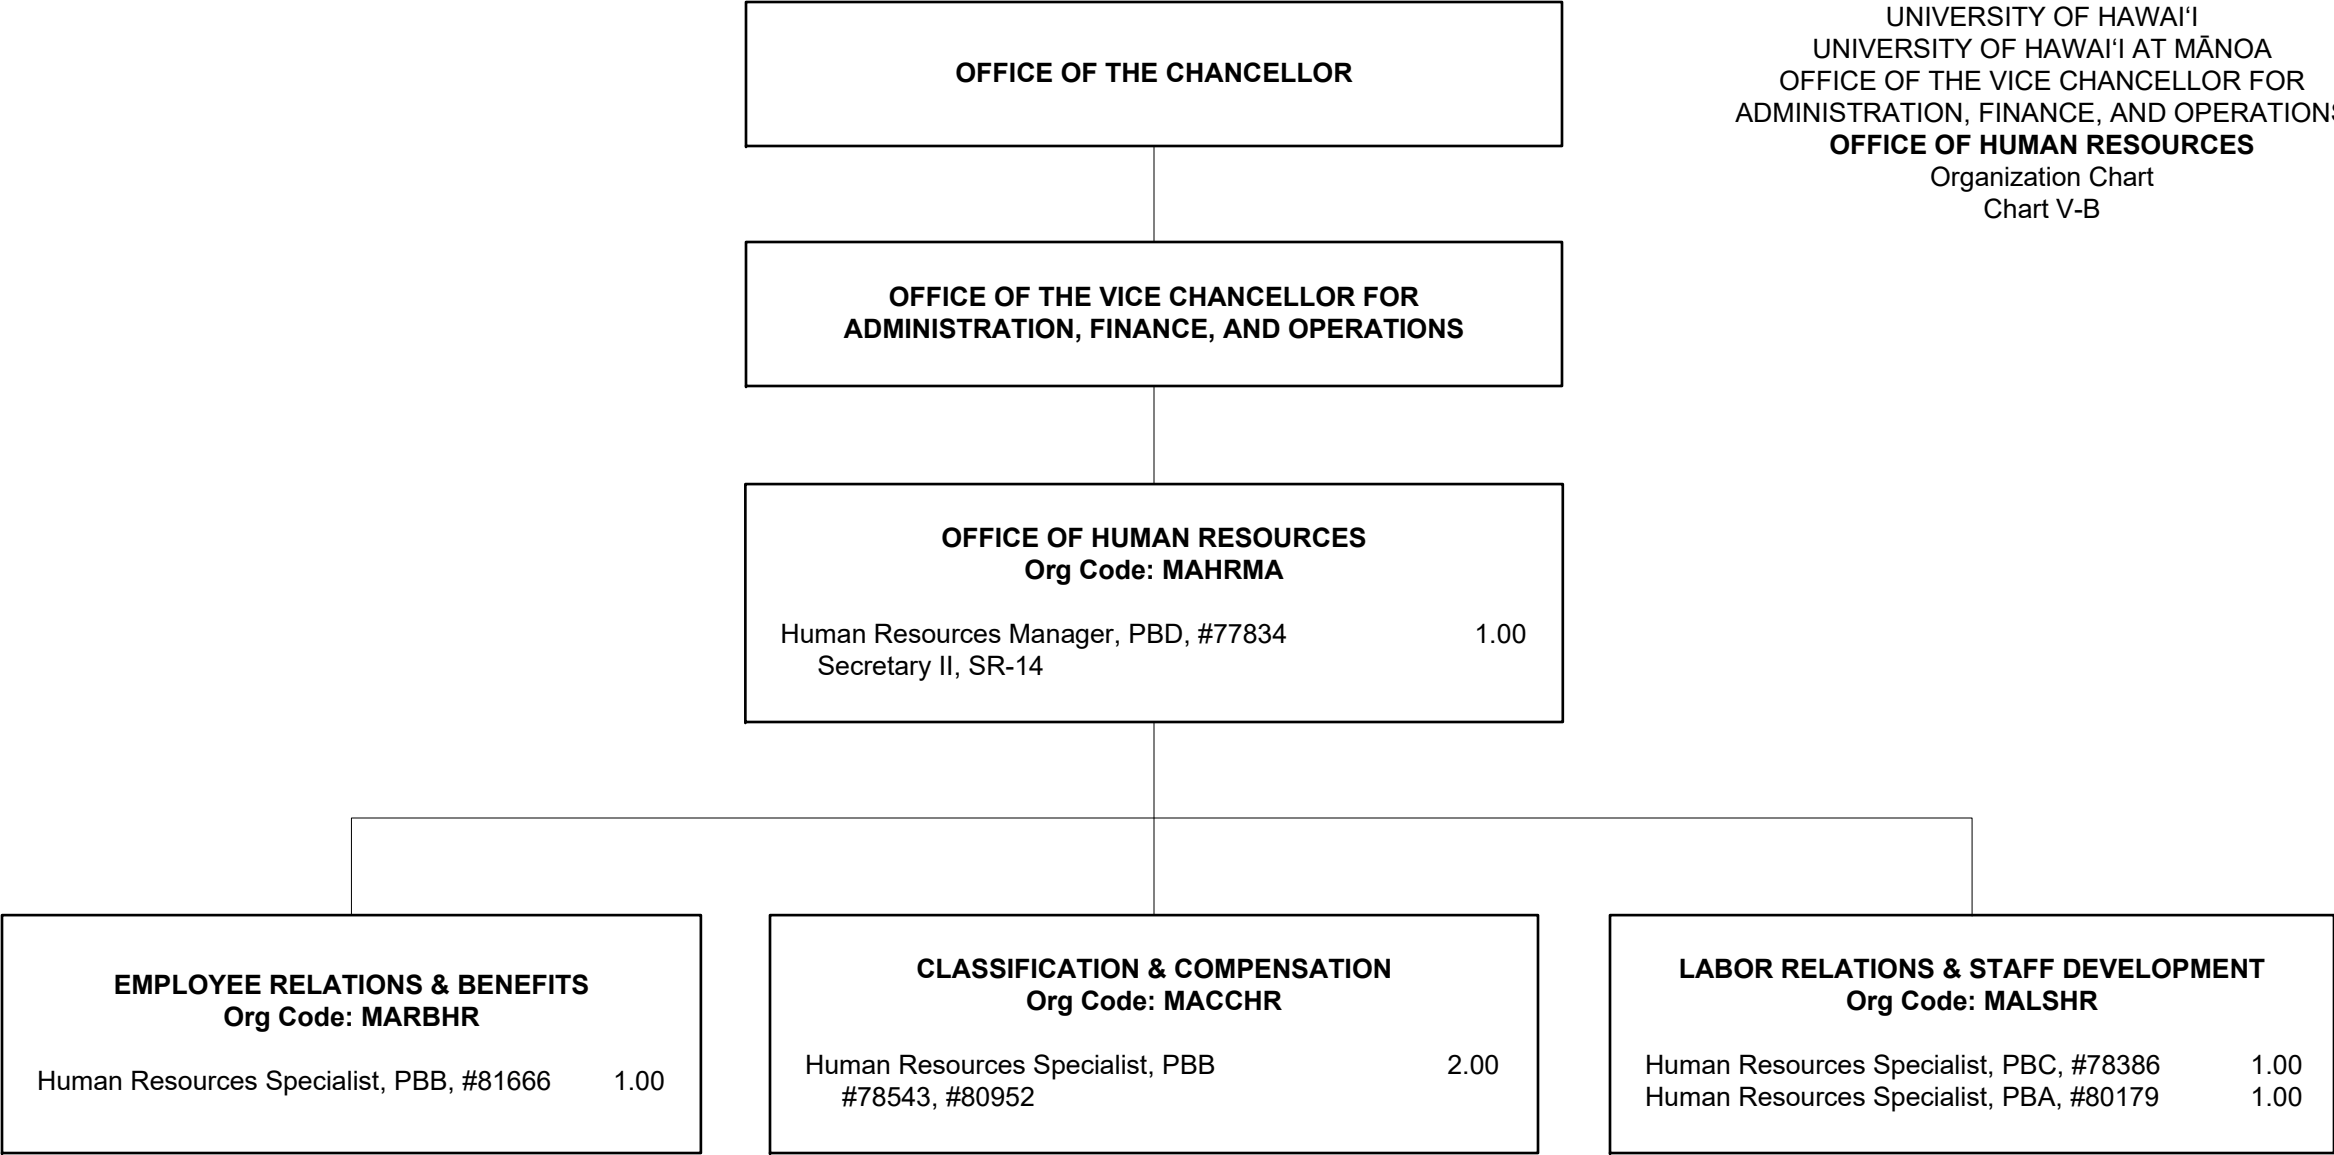 UNIVERSITY OF HAWAIʻI
UNIVERSITY OF HAWAIʻI AT MĀNOA
OFFICE OF THE VICE CHANCELLOR FOR
ADMINISTRATION, FINANCE, AND OPERATIONS
OFFICE OF HUMAN RESOURCES
Organization Chart
Chart V-B
OFFICE OF THE CHANCELLOR
OFFICE OF THE VICE CHANCELLOR FOR
ADMINISTRATION, FINANCE, AND OPERATIONS
OFFICE OF HUMAN RESOURCES
Org Code: MAHRMA
Human Resources Manager, PBD, #77834 1.00
Secretary II, SR-14
EMPLOYEE RELATIONS & BENEFITS
Org Code: MARBHR
Human Resources Specialist, PBB, #81666 1.00
CLASSIFICATION & COMPENSATION
Org Code: MACCHR
Human Resources Specialist, PBB 2.00
#78543, #80952
LABOR RELATIONS & STAFF DEVELOPMENT
Org Code: MALSHR
Human Resources Specialist, PBC, #78386 1.00
Human Resources Specialist, PBA, #80179 1.00